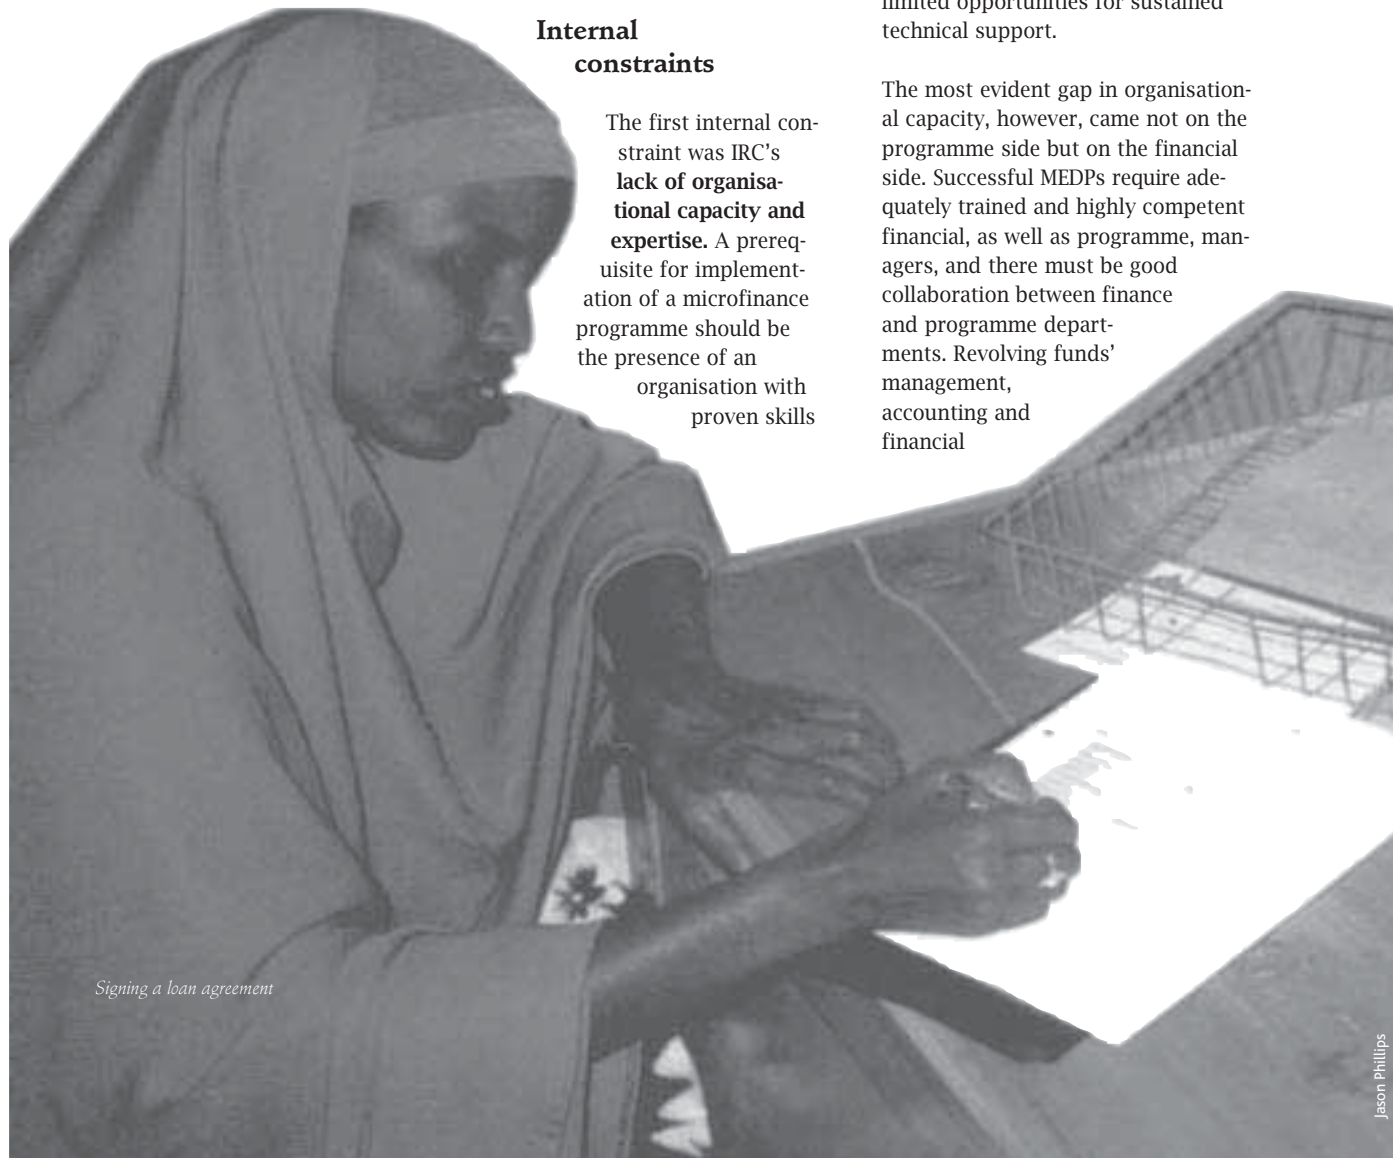 Internal
constraints
The first internal con-
straint was IRC's
lack of organisa-
tional capacity and
expertise. A prereq-
uisite for implement-
ation of a microfinance
programme should be
the presence of an
organisation with
proven skills
limited opportunities for sustained
technical support.
The most evident gap in organisation-
al capacity, however, came not on the
programme side but on the financial
side. Successful MEDPs require ade-
quately trained and highly competent
financial, as well as programme, man-
agers, and there must be good
collaboration between finance
and programme depart-
ments. Revolving funds'
management,
accounting and
financial
Signing a loan agreement
Jason Phillips